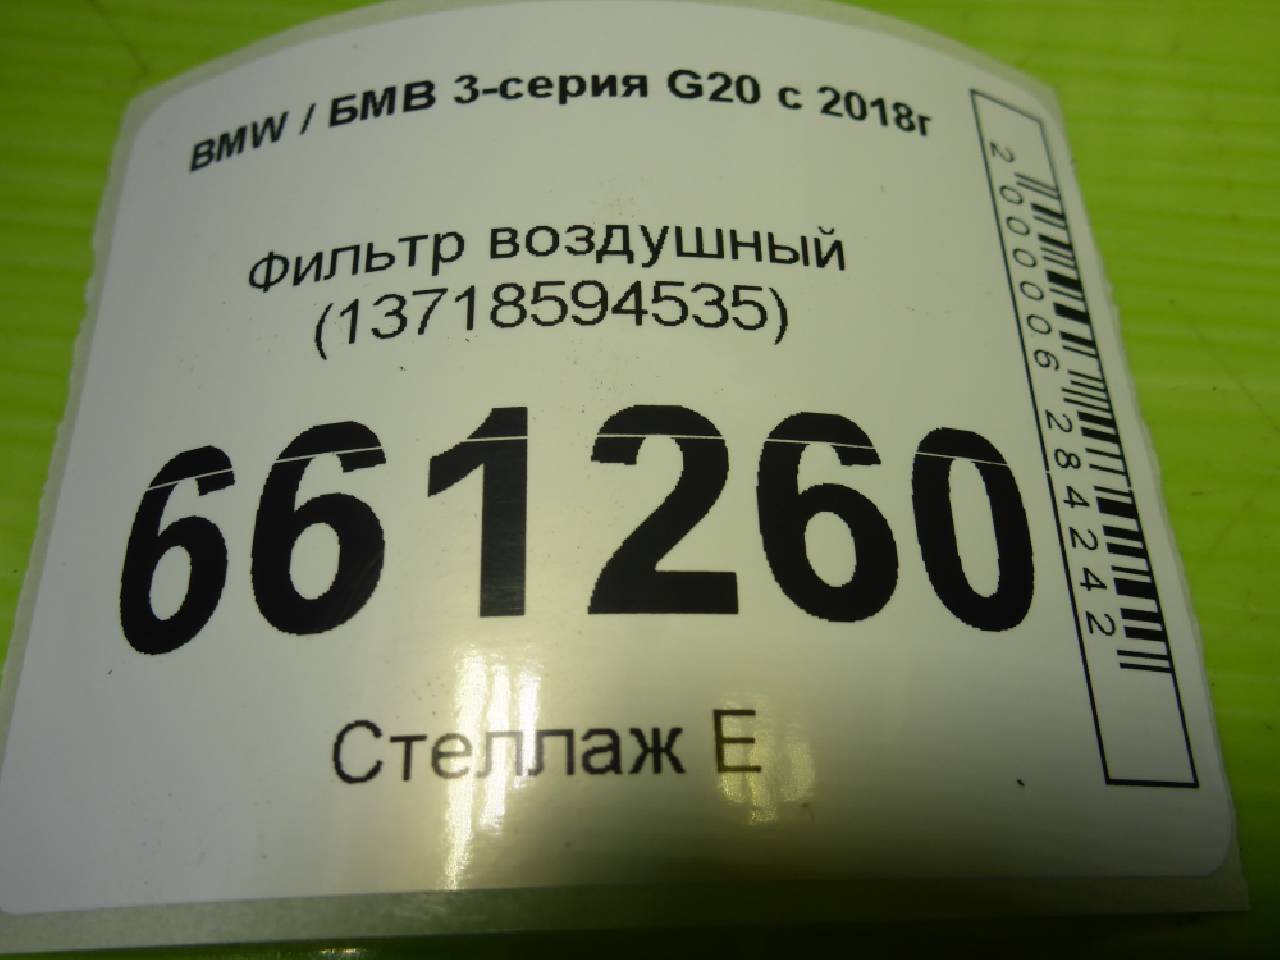 BMW / БМВ 3-серия G20 с 2018г
Фильтр воздушный
(13718594535)
661260
Стеллаж Е
2000006284242